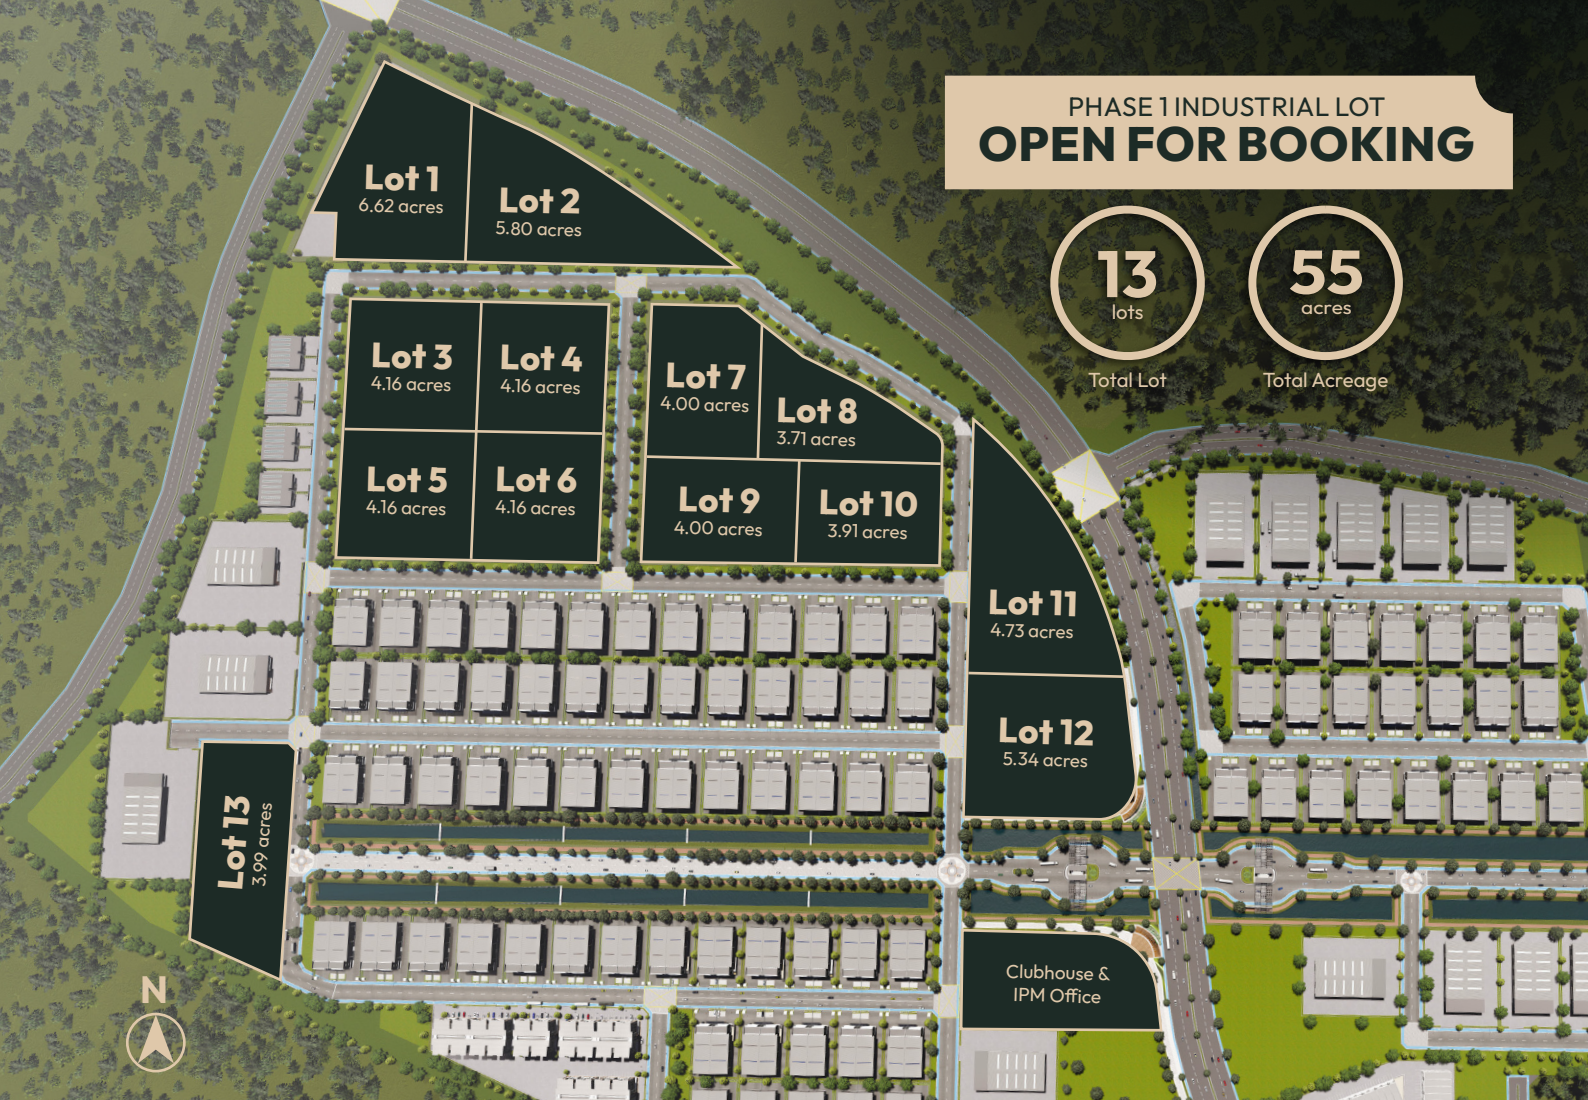 PHASE 1 INDUSTRIAL LOT
OPEN FOR BOOKING
13
lots
Total Lot
55
acres
Total Acreage
Lot 1
6.62 acres
Lot 2
5.80 acres
Lot 3
4.16 acres
Lot 4
4.16 acres
Lot 5
4.16 acres
Lot 6
4.16 acres
Lot 7
4.00 acres
Lot 8
3.71 acres
Lot 9
4.00 acres
Lot 10
3.91 acres
Lot 11
4.73 acres
Lot 12
5.34 acres
Lot 13
3.99 acres
Clubhouse &
IPM Office
N